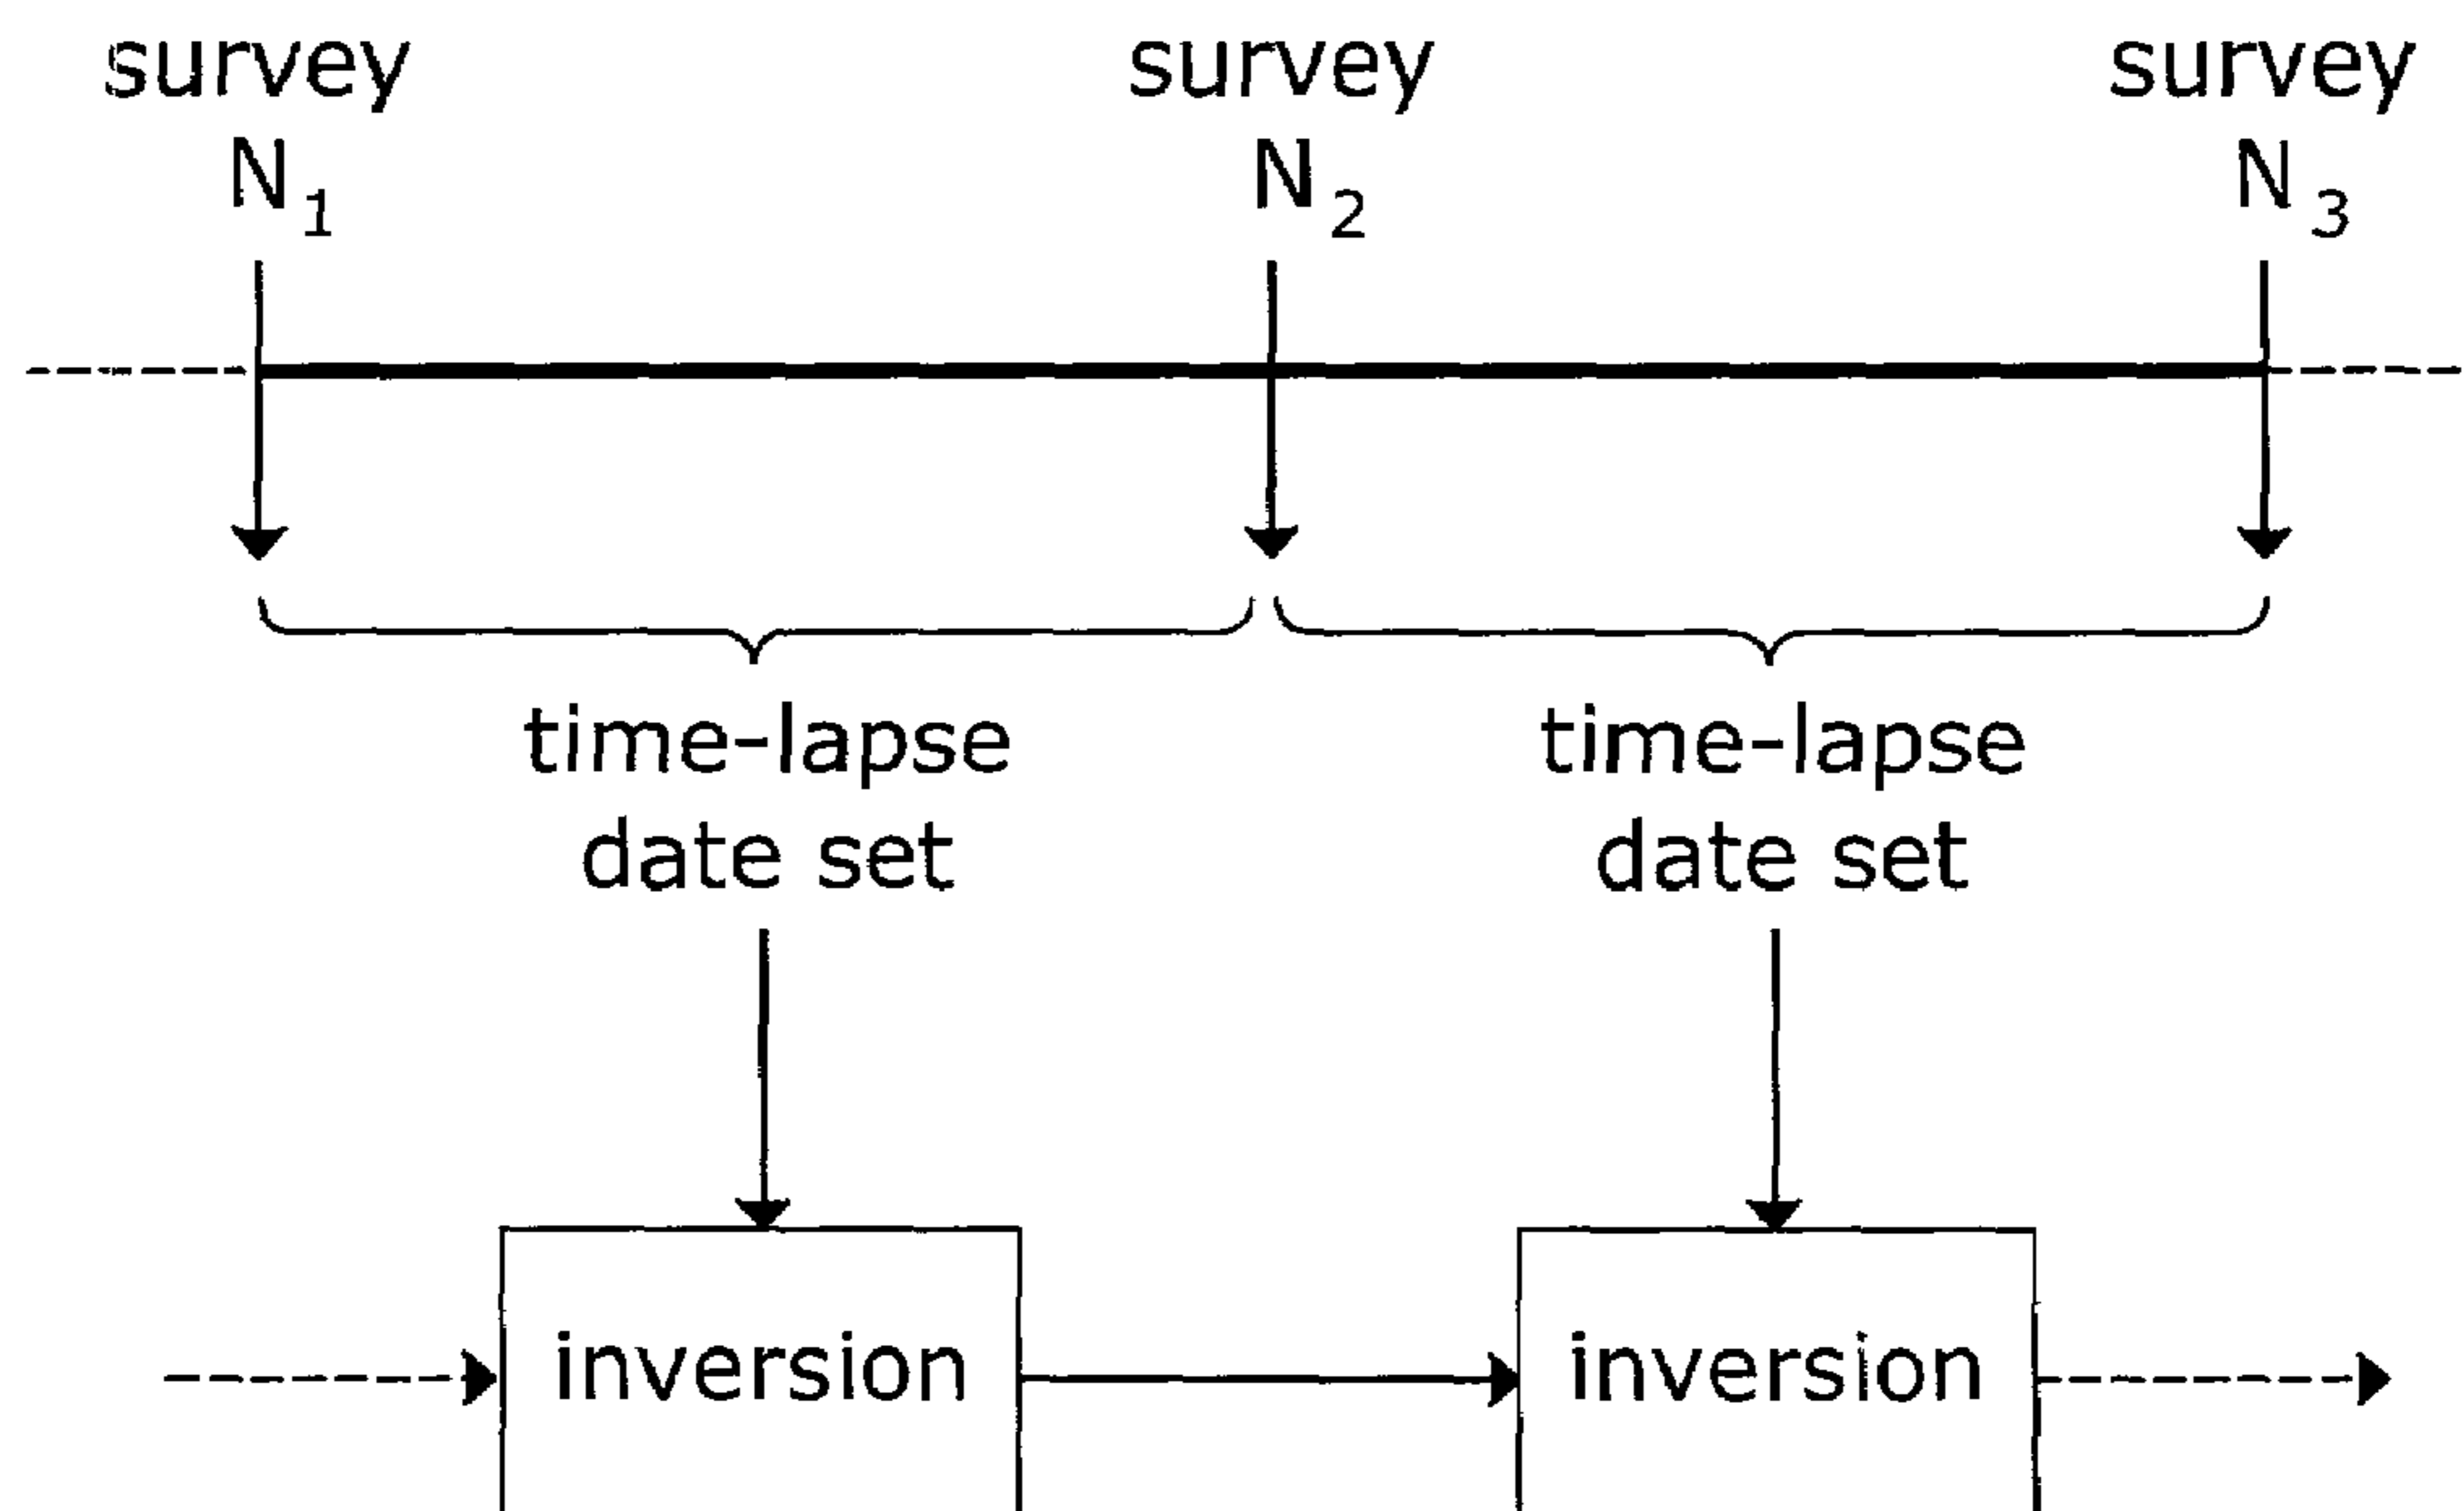 survey
N1
survey
N2
survey
N3
time-lapse
date set
time-lapse
date set
inversion
inversion